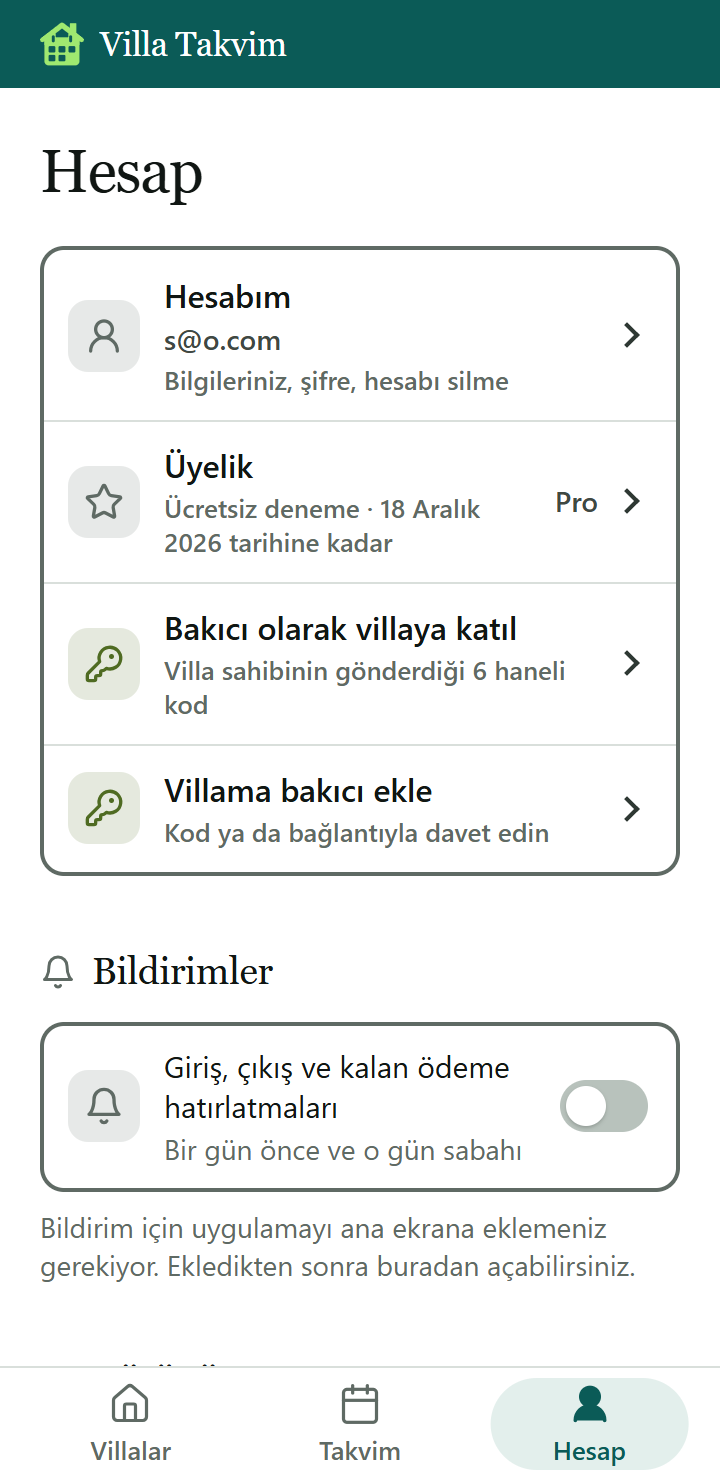 Villa Takvim
Hesap
Hesabım
s@o.com
Bilgileriniz, şifre, hesabı silme
Üyelik
Ücretsiz deneme · 18 Aralık
2026 tarihine kadar
Pro
Bakıcı olarak villaya katıl
Villa sahibinin gönderdiği 6 haneli
kod
Villama bakıcı ekle
Kod ya da bağlantıyla davet edin
Bildirimler
Giriş, çıkış ve kalan ödeme
hatırlatmaları
Bir gün önce ve o gün sabahı
Bildirim için uygulamayı ana ekrana eklemeniz
gerekiyor. Ekledikten sonra buradan açabilirsiniz.
Villalar
Takvim
Hesap